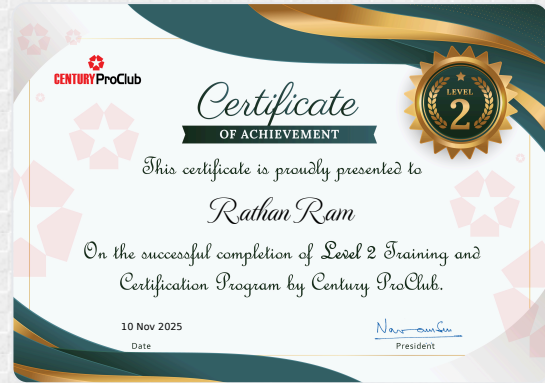 CENTURY ProClub
Certificate
OF ACHIEVEMENT
LEVEL
2
This certificate is proudly presented to
Rathan Ram
On the successful completion of Level 2 Training and
Certification Program by Century ProClub.
10 Nov 2025
Date
President